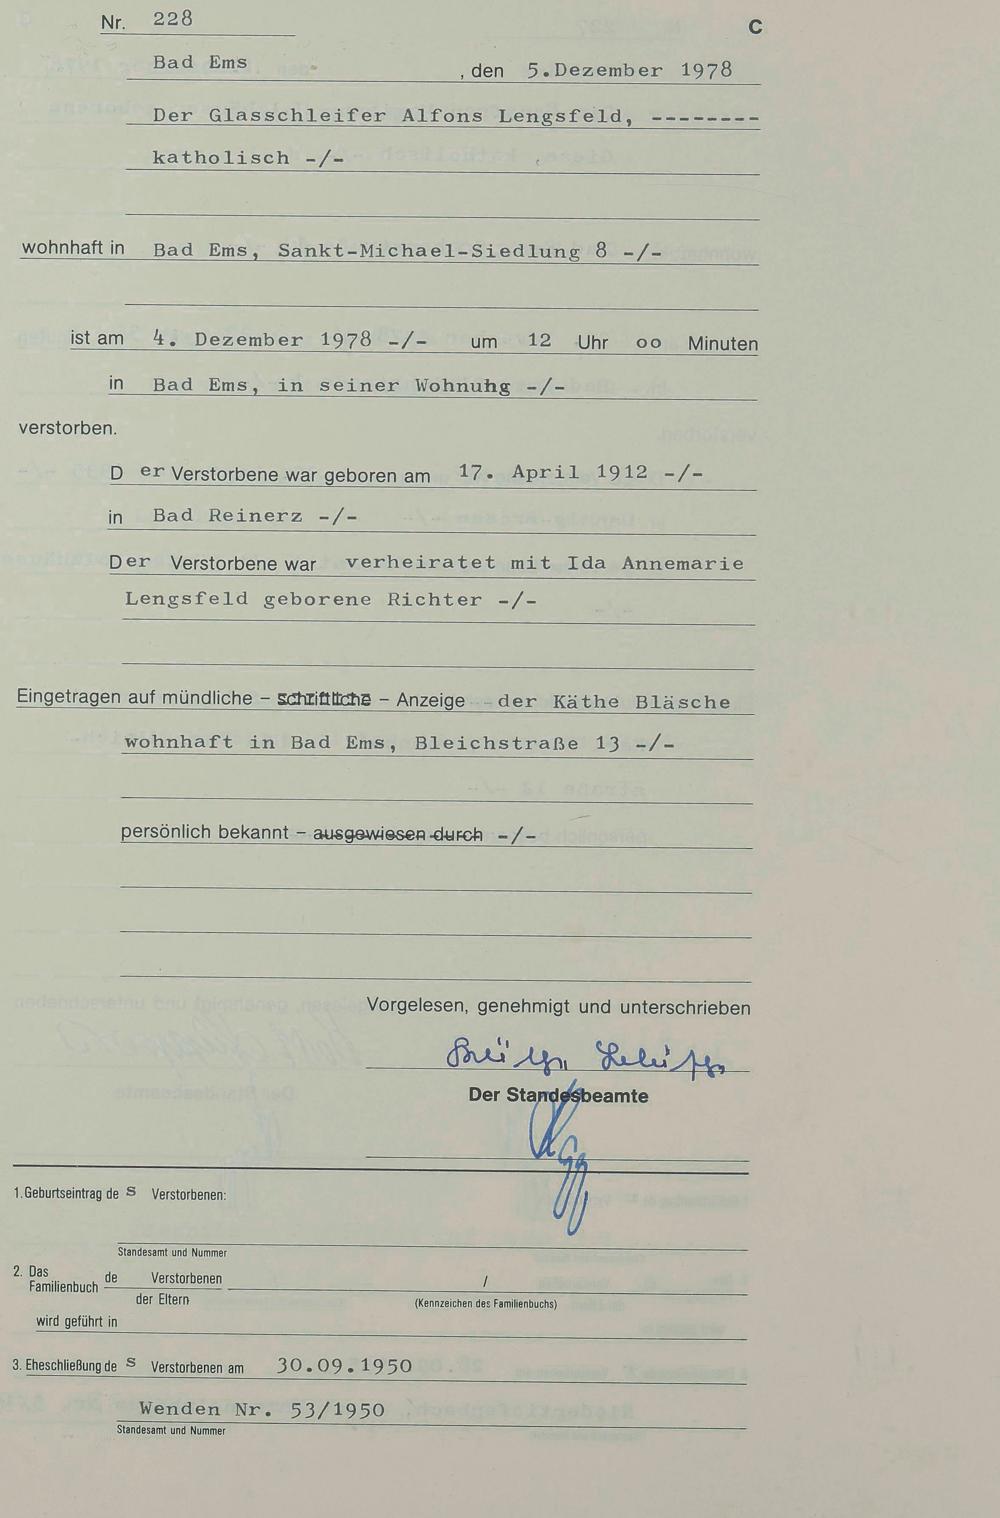 Nr. 228 C
Bad Ems , den 5.Dezember 1978
Der Glasschleifer Alfons Lengsfeld, --------
katholisch -/-
wohnhaft in Bad Ems, Sankt-Michael-Siedlung 8 -/-
ist am 4. Dezember 1978 -/- um 12 Uhr oo Minuten
in Bad Ems, in seiner Wohnuhg -/-
verstorben.
D er Verstorbene war geboren am 17. April 1912 -/-
in Bad Reinerz -/-
Der Verstorbene war verheiratet mit Ida Annemarie
Lengsfeld geborene Richter -/-
Eingetragen auf mündliche – schriftliche – Anzeige - der Käthe Bläsche
wohnhaft in Bad Ems, Bleichstraße 13 -/-
persönlich bekannt – ausgewiesen durch -/-
Vorgelesen, genehmigt und unterschrieben
Der Standesbeamte
1. Geburtseintrag de s Verstorbenen:
Standesamt und Nummer
2. Das Familienbuch de Verstorbenen /
der Eltern (Kennzeichen des Familienbuchs)
wird geführt in
3. Eheschließung de s Verstorbenen am 30.09.1950
Wenden Nr. 53/1950
Standesamt und Nummer